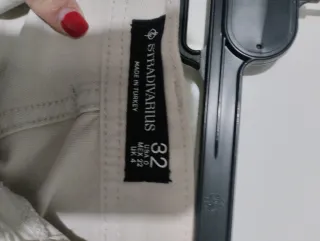 STRADIVARIUS
MADE IN TURKEY
32
USA 0
MEX 22
UK 4